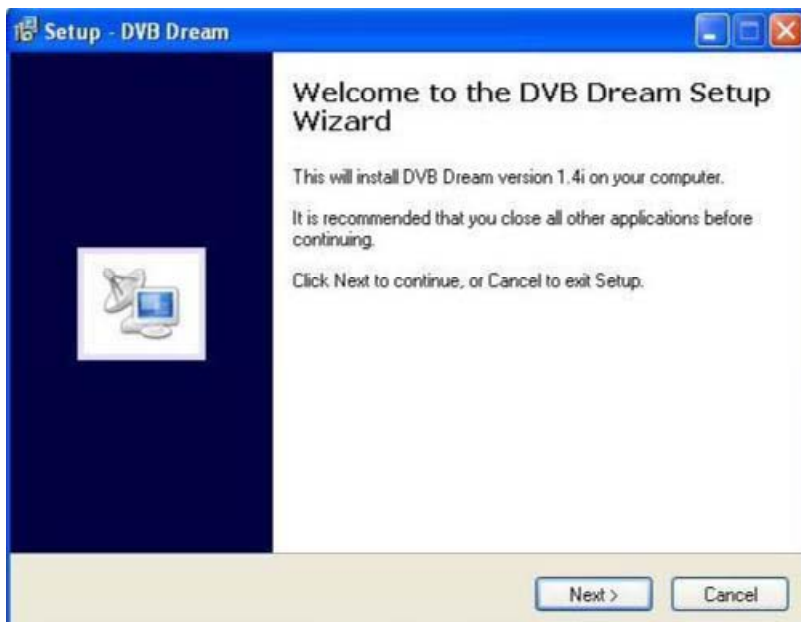 Setup - DVB Dream
Welcome to the DVB Dream Setup
Wizard
This will install DVB Dream version 1.4i on your computer.
It is recommended that you close all other applications before
continuing.
Click Next to continue, or Cancel to exit Setup.
Next >
Cancel